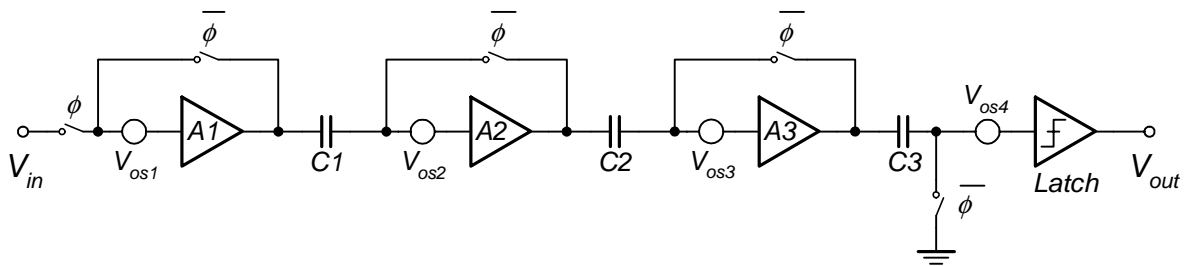 φ̅
φ̅
φ̅
φ
A1
A2
A3
V_os4
V_in
V_os1
C1
V_os2
C2
V_os3
C3
Latch
V_out
φ̅